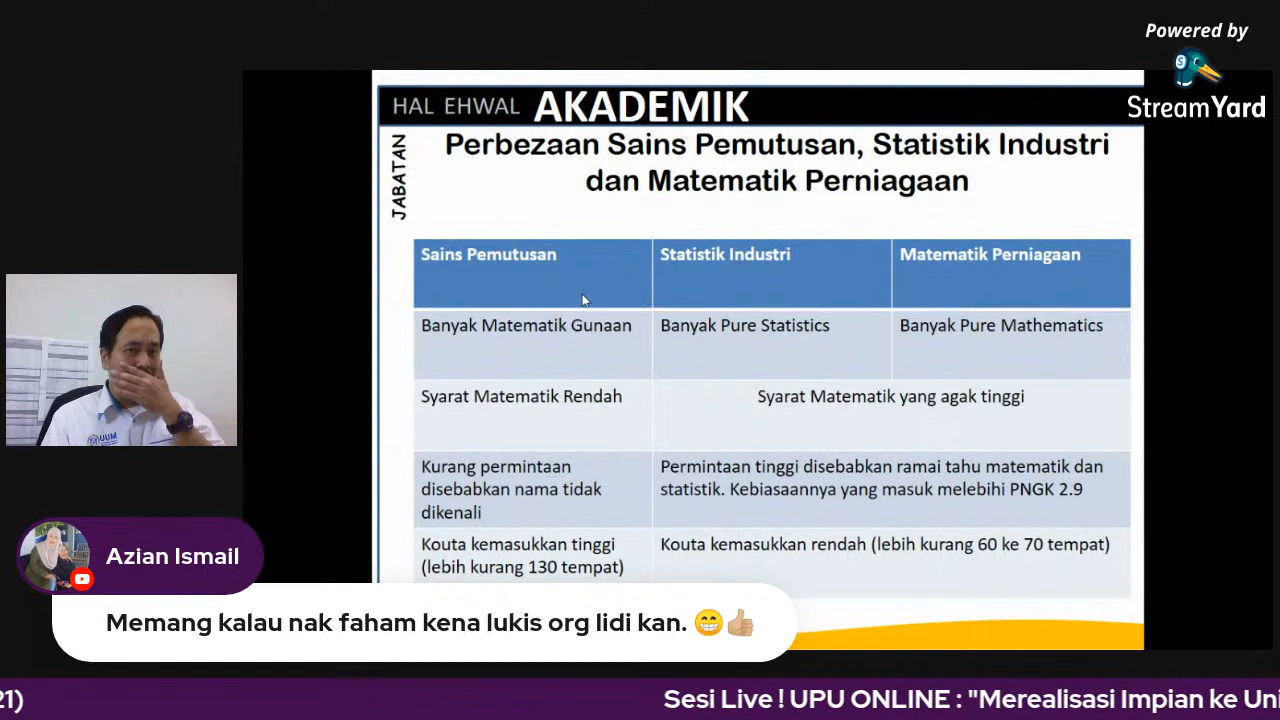 Powered by
StreamYard
HAL EHWAL AKADEMIK
JABATAN
Perbezaan Sains Pemutusan, Statistik Industri
dan Matematik Perniagaan
Sains Pemutusan
Statistik Industri
Matematik Perniagaan
Banyak Matematik Gunaan
Banyak Pure Statistics
Banyak Pure Mathematics
Syarat Matematik Rendah
Syarat Matematik yang agak tinggi
Kurang permintaan
disebabkan nama tidak
dikenali
Permintaan tinggi disebabkan ramai tahu matematik dan
statistik. Kebiasaannya yang masuk melebihi PNGK 2.9
Kouta kemasukkan tinggi
(lebih kurang 130 tempat)
Kouta kemasukkan rendah (lebih kurang 60 ke 70 tempat)
UUM
Azian Ismail
Memang kalau nak faham kena lukis org lidi kan. 😁👍🏼
21)
Sesi Live ! UPU ONLINE : "Merealisasi Impian ke Uni